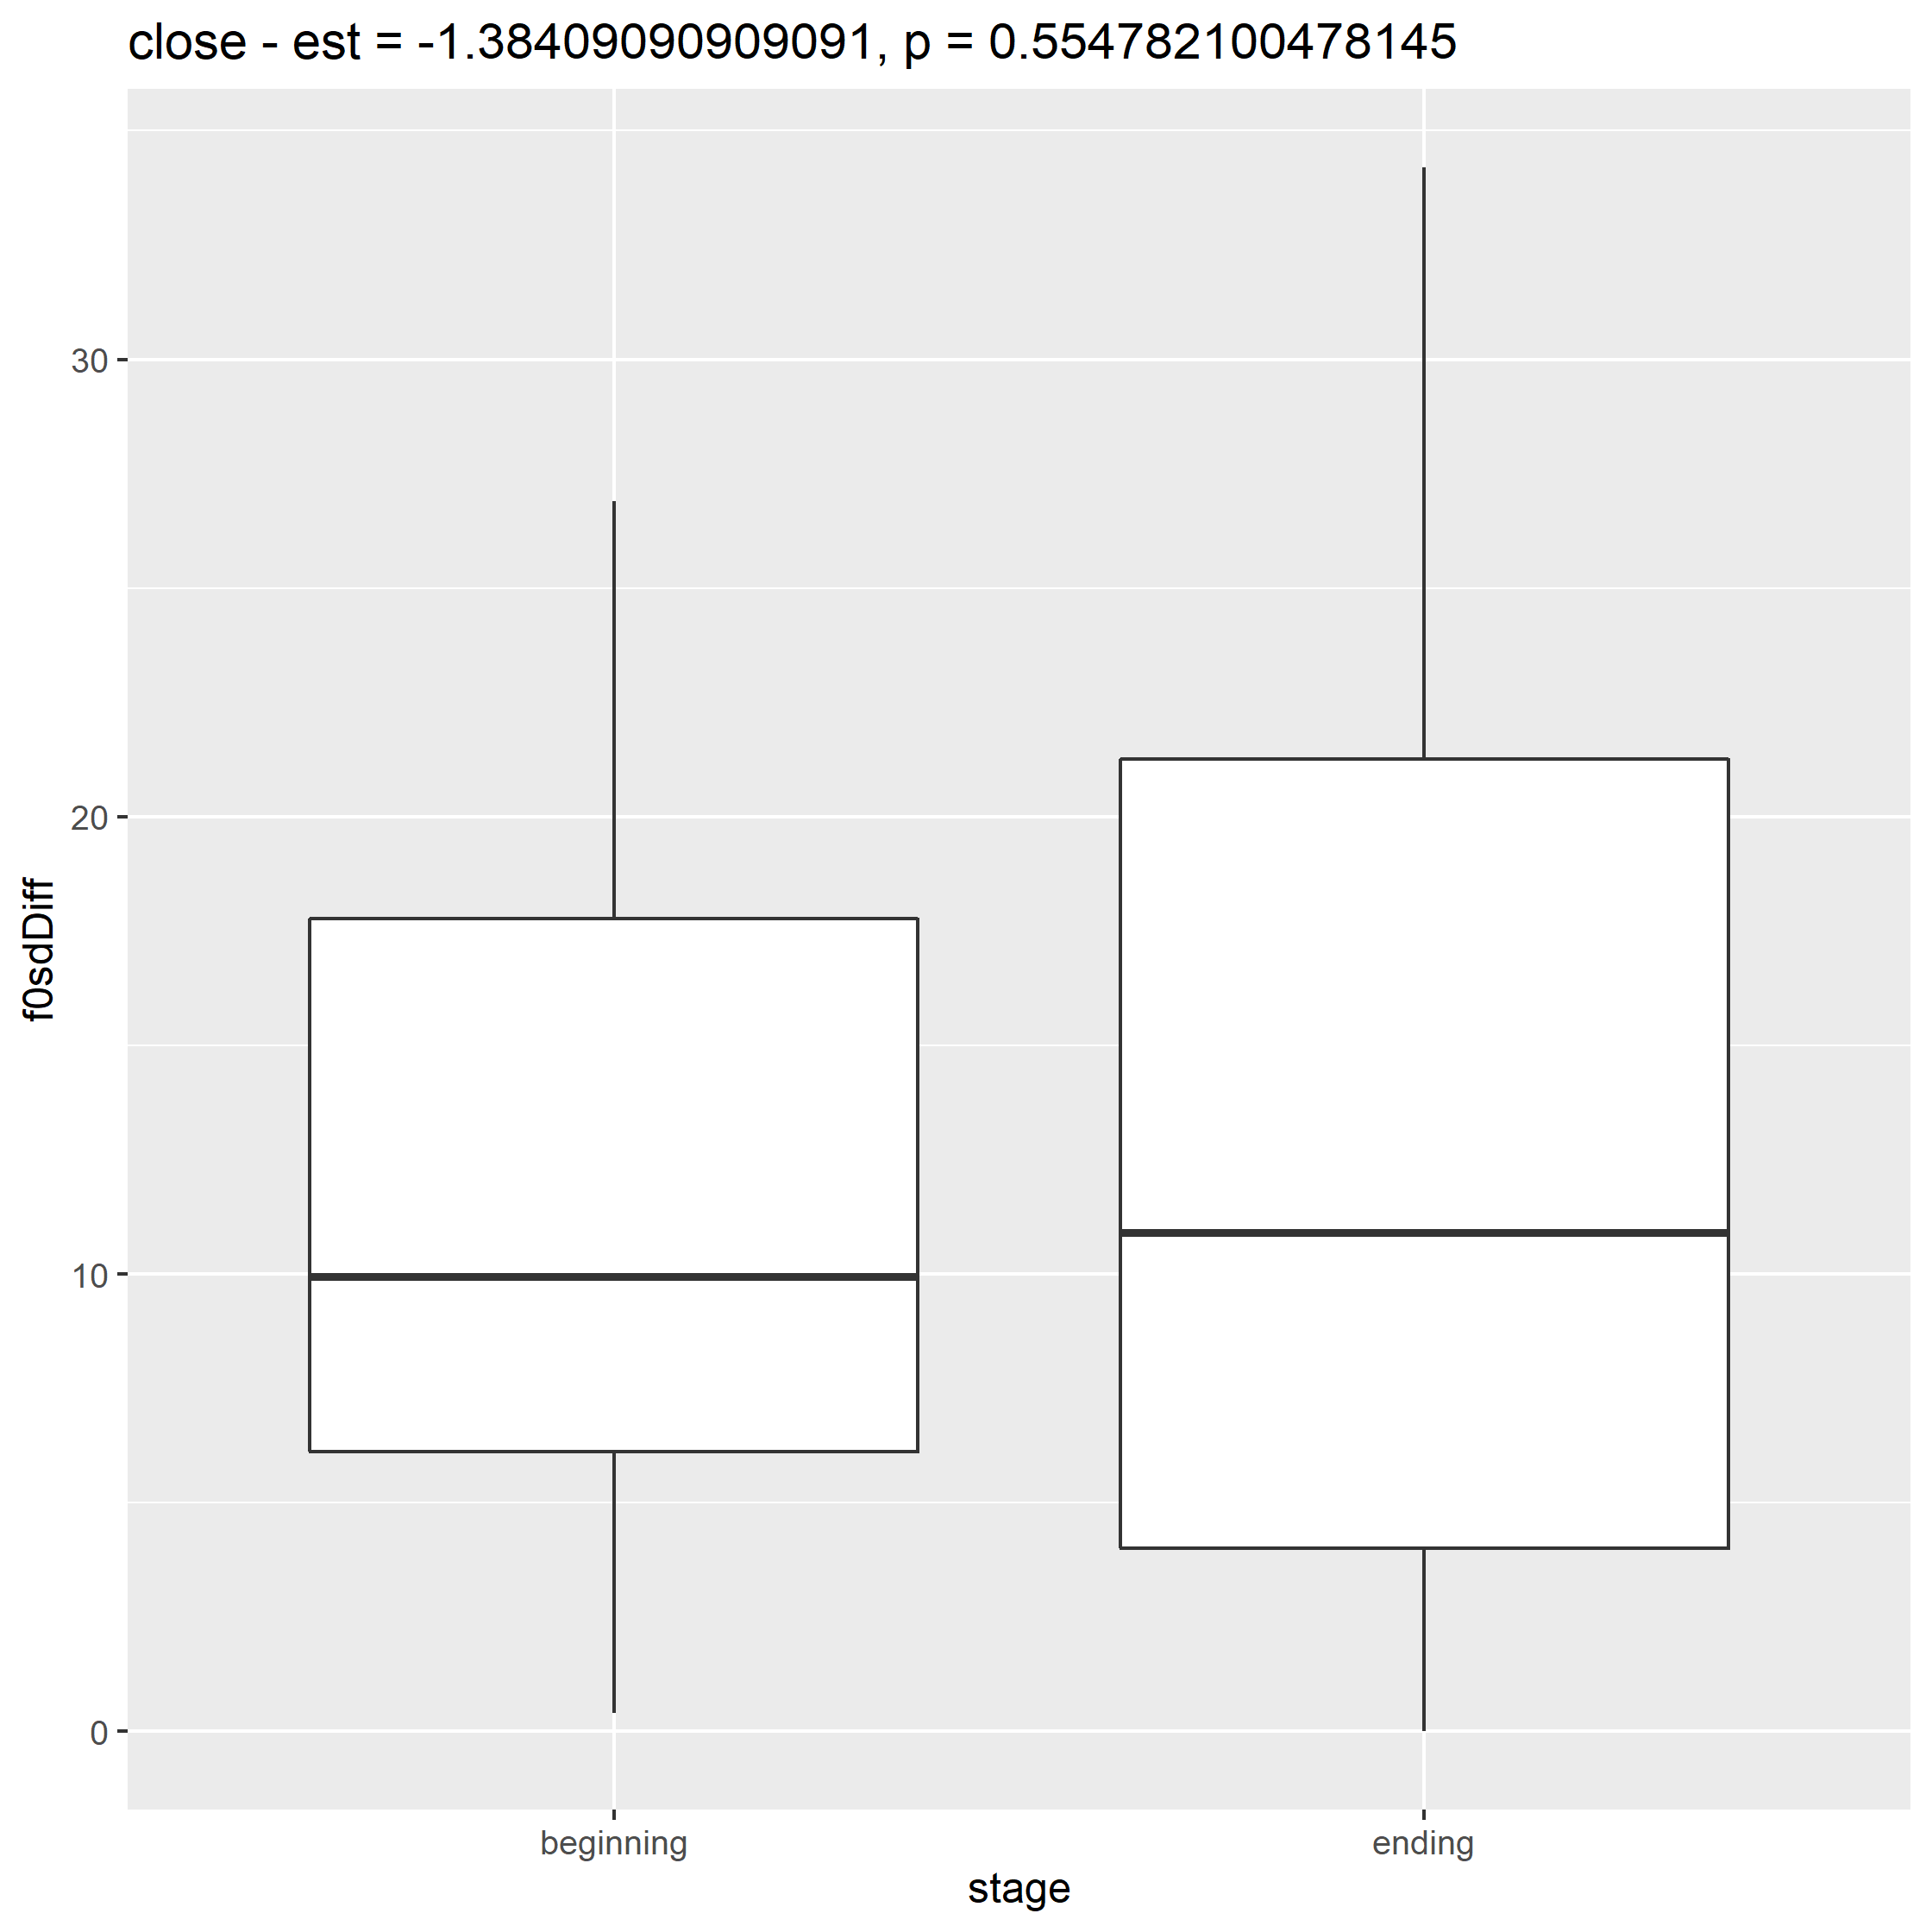 close - est = -1.38409090909091, p = 0.554782100478145
f0sdDiff
30
20
10
0
beginning
ending
stage